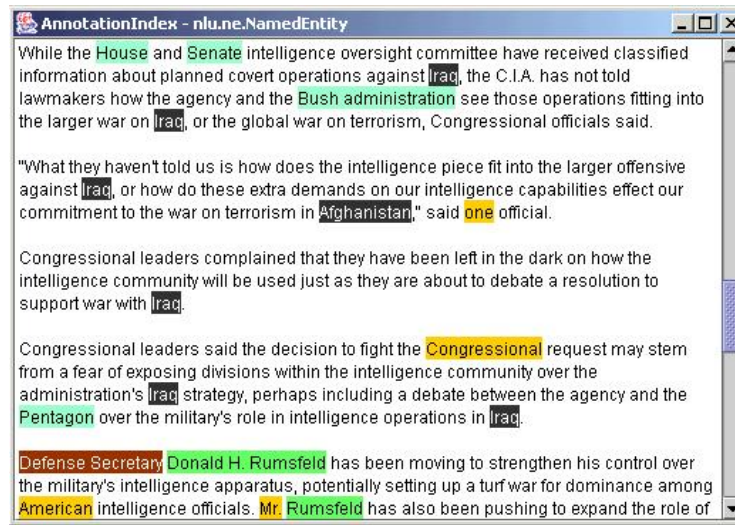 AnnotationIndex - nlu.ne.NamedEntity
While the House and Senate intelligence oversight committee have received classified
information about planned covert operations against Iraq, the C.I.A. has not told
lawmakers how the agency and the Bush administration see those operations fitting into
the larger war on Iraq, or the global war on terrorism, Congressional officials said.
"What they haven't told us is how does the intelligence piece fit into the larger offensive
against Iraq, or how do these extra demands on our intelligence capabilities effect our
commitment to the war on terrorism in Afghanistan," said one official.
Congressional leaders complained that they have been left in the dark on how the
intelligence community will be used just as they are about to debate a resolution to
support war with Iraq.
Congressional leaders said the decision to fight the Congressional request may stem
from a fear of exposing divisions within the intelligence community over the
administration's Iraq strategy, perhaps including a debate between the agency and the
Pentagon over the military's role in intelligence operations in Iraq.
Defense Secretary Donald H. Rumsfeld has been moving to strengthen his control over
the military's intelligence apparatus, potentially setting up a turf war for dominance among
American intelligence officials. Mr. Rumsfeld has also been pushing to expand the role of